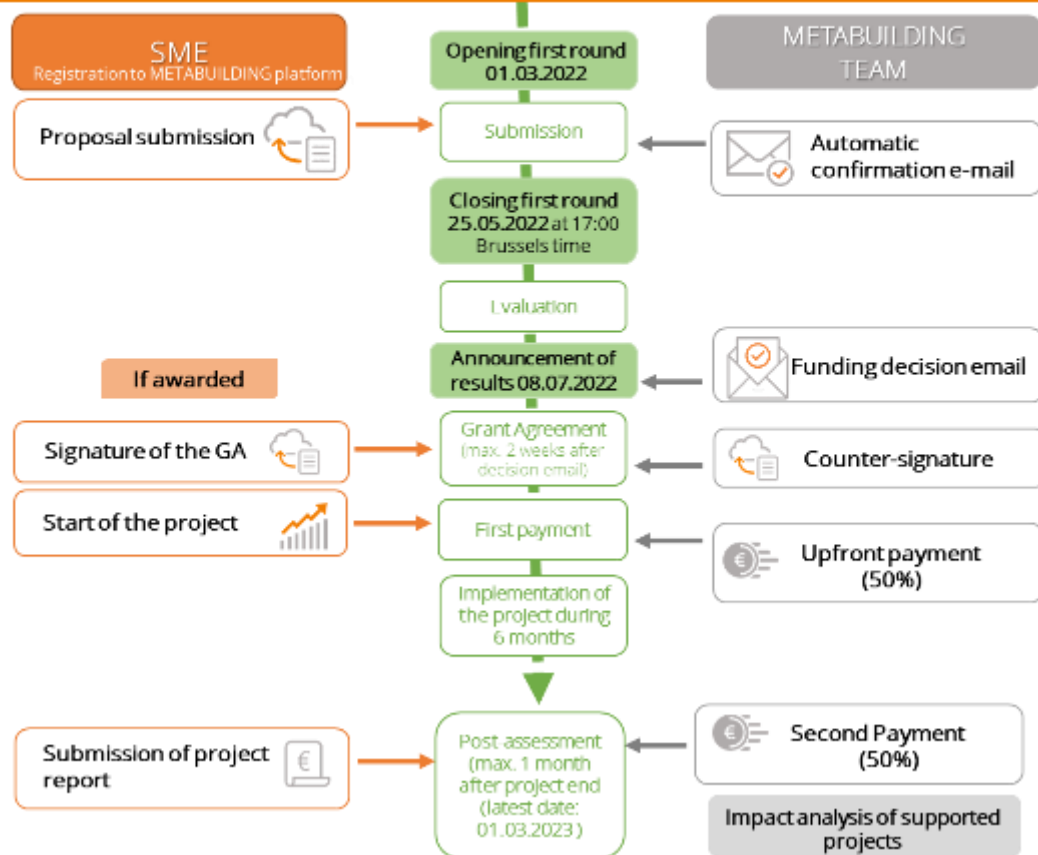 SME
Registration to METABUILDING platform
Opening first round
01.03.2022
METABUILDING
TEAM
Proposal submission
Submission
Automatic
confirmation e-mail
Closing first round
25.05.2022 at 17:00
Brussels time
Evaluation
If awarded
Announcement of
results 08.07.2022
Funding decision email
Signature of the GA
Grant Agreement
(max. 2 weeks after
decision email)
Counter-signature
Start of the project
First payment
Upfront payment
(50%)
Implementation of
the project during
6 months
Submission of project
report
€
Post assessment
(max. 1 month
after project end
(latest date:
01.03.2023)
Second Payment
(50%)
Impact analysis of supported
projects